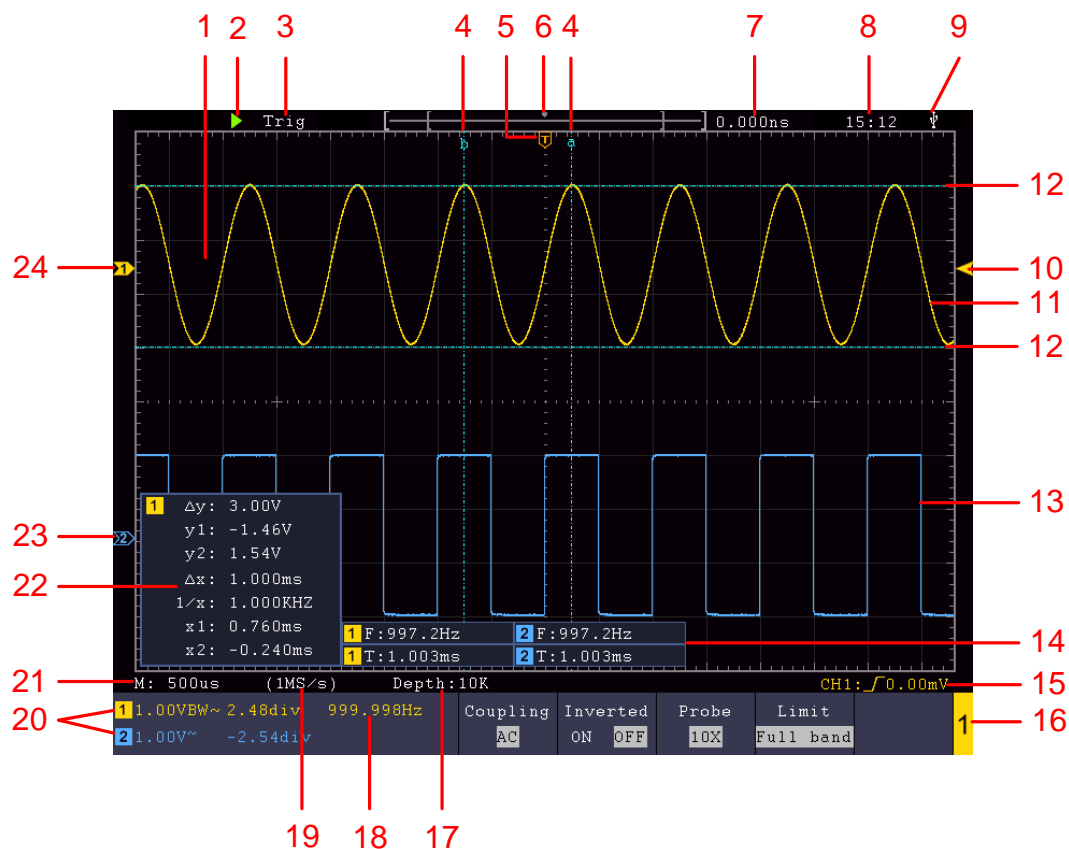 1 2 3 4 5 6 4 7 8 9
Trig 0.000ns 15:12
T
b a
12
24 1 10
11
12
13
1 Δy: 3.00V
y1: -1.46V
23 2 y2: 1.54V
22 Δx: 1.000ms
1/x: 1.000KHZ
x1: 0.760ms
x2: -0.240ms
1 F:997.2Hz 2 F:997.2Hz
1 T:1.003ms 2 T:1.003ms
14
21 M: 500us (1MS/s) Depth:10K CH1: 0.00mV 15
20 1 1.00VBW~ 2.48div 999.998Hz Coupling Inverted Probe Limit 1 16
2 1.00V~ -2.54div AC ON OFF 10X Full band
19 18 17